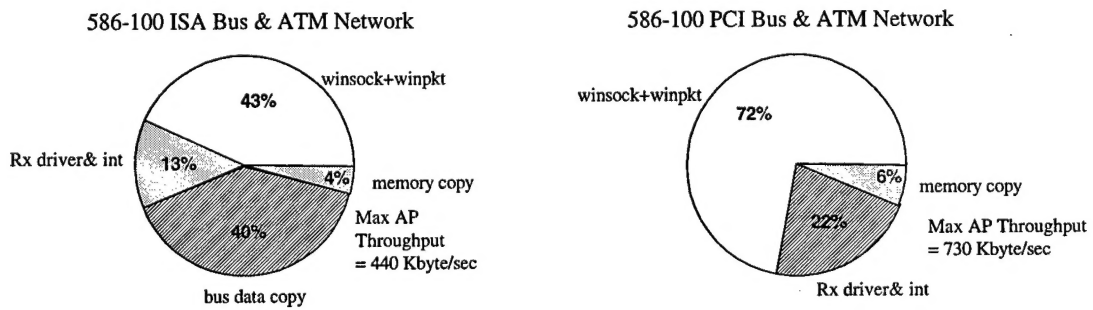 586-100 ISA Bus & ATM Network
winsock+winpkt
43%
Rx driver& int
13%
4%
memory copy
40%
Max AP
Throughput
= 440 Kbyte/sec
bus data copy
586-100 PCI Bus & ATM Network
winsock+winpkt
72%
6%
memory copy
22%
Max AP Throughput
= 730 Kbyte/sec
Rx driver& int